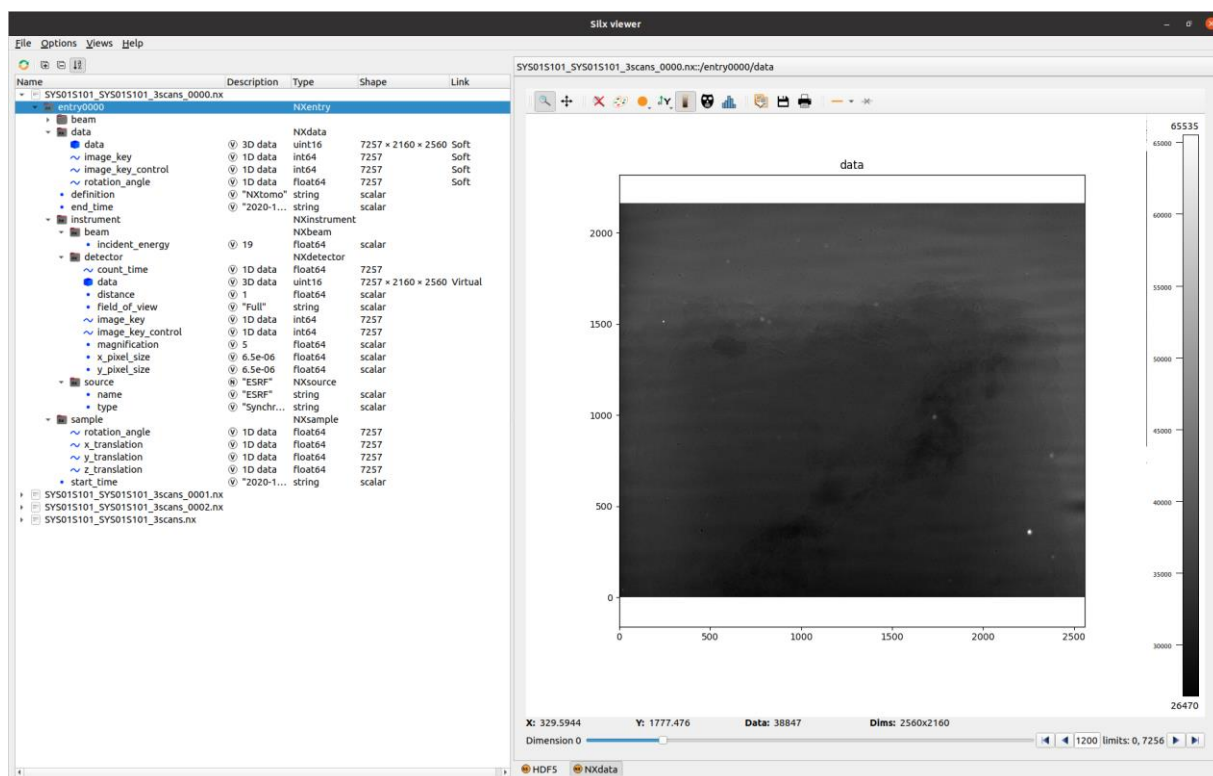 Silx viewer
File Options Views Help
Name Description Type Shape Link
SYS01S101_SYS01S101_3scans_0000.nx
entry0000 NXentry
beam
data NXdata
data 3D data uint16 7257 × 2160 × 2560 Soft
image_key 1D data int64 7257 Soft
image_key_control 1D data int64 7257 Soft
rotation_angle 1D data float64 7257 Soft
definition "NXtomo" string scalar
end_time "2020-1... string scalar
instrument NXinstrument
beam NXbeam
incident_energy 19 float64 scalar
detector NXdetector
count_time 1D data float64 7257
data 3D data uint16 7257 × 2160 × 2560 Virtual
distance 1 float64 scalar
field_of_view "Full" string scalar
image_key 1D data int64 7257
image_key_control 1D data int64 7257
magnification 5 float64 scalar
x_pixel_size 6.5e-06 float64 scalar
y_pixel_size 6.5e-06 float64 scalar
source "ESRF" NXsource
name "ESRF" string scalar
type "Synchr... string scalar
sample NXsample
rotation_angle 1D data float64 7257
x_translation 1D data float64 7257
y_translation 1D data float64 7257
z_translation 1D data float64 7257
start_time "2020-1... string scalar
SYS01S101_SYS01S101_3scans_0001.nx
SYS01S101_SYS01S101_3scans_0002.nx
SYS01S101_SYS01S101_3scans.nx
SYS01S101_SYS01S101_3scans_0000.nx::/entry0000/data
data
2000
1500
1000
500
0
0 500 1000 1500 2000 2500
65535
65000
60000
55000
50000
45000
40000
35000
30000
26470
X: 329.5944 Y: 1777.476 Data: 38847 Dims: 2560x2160
Dimension 0 1200 limits: 0, 7256
HDF5 NXdata